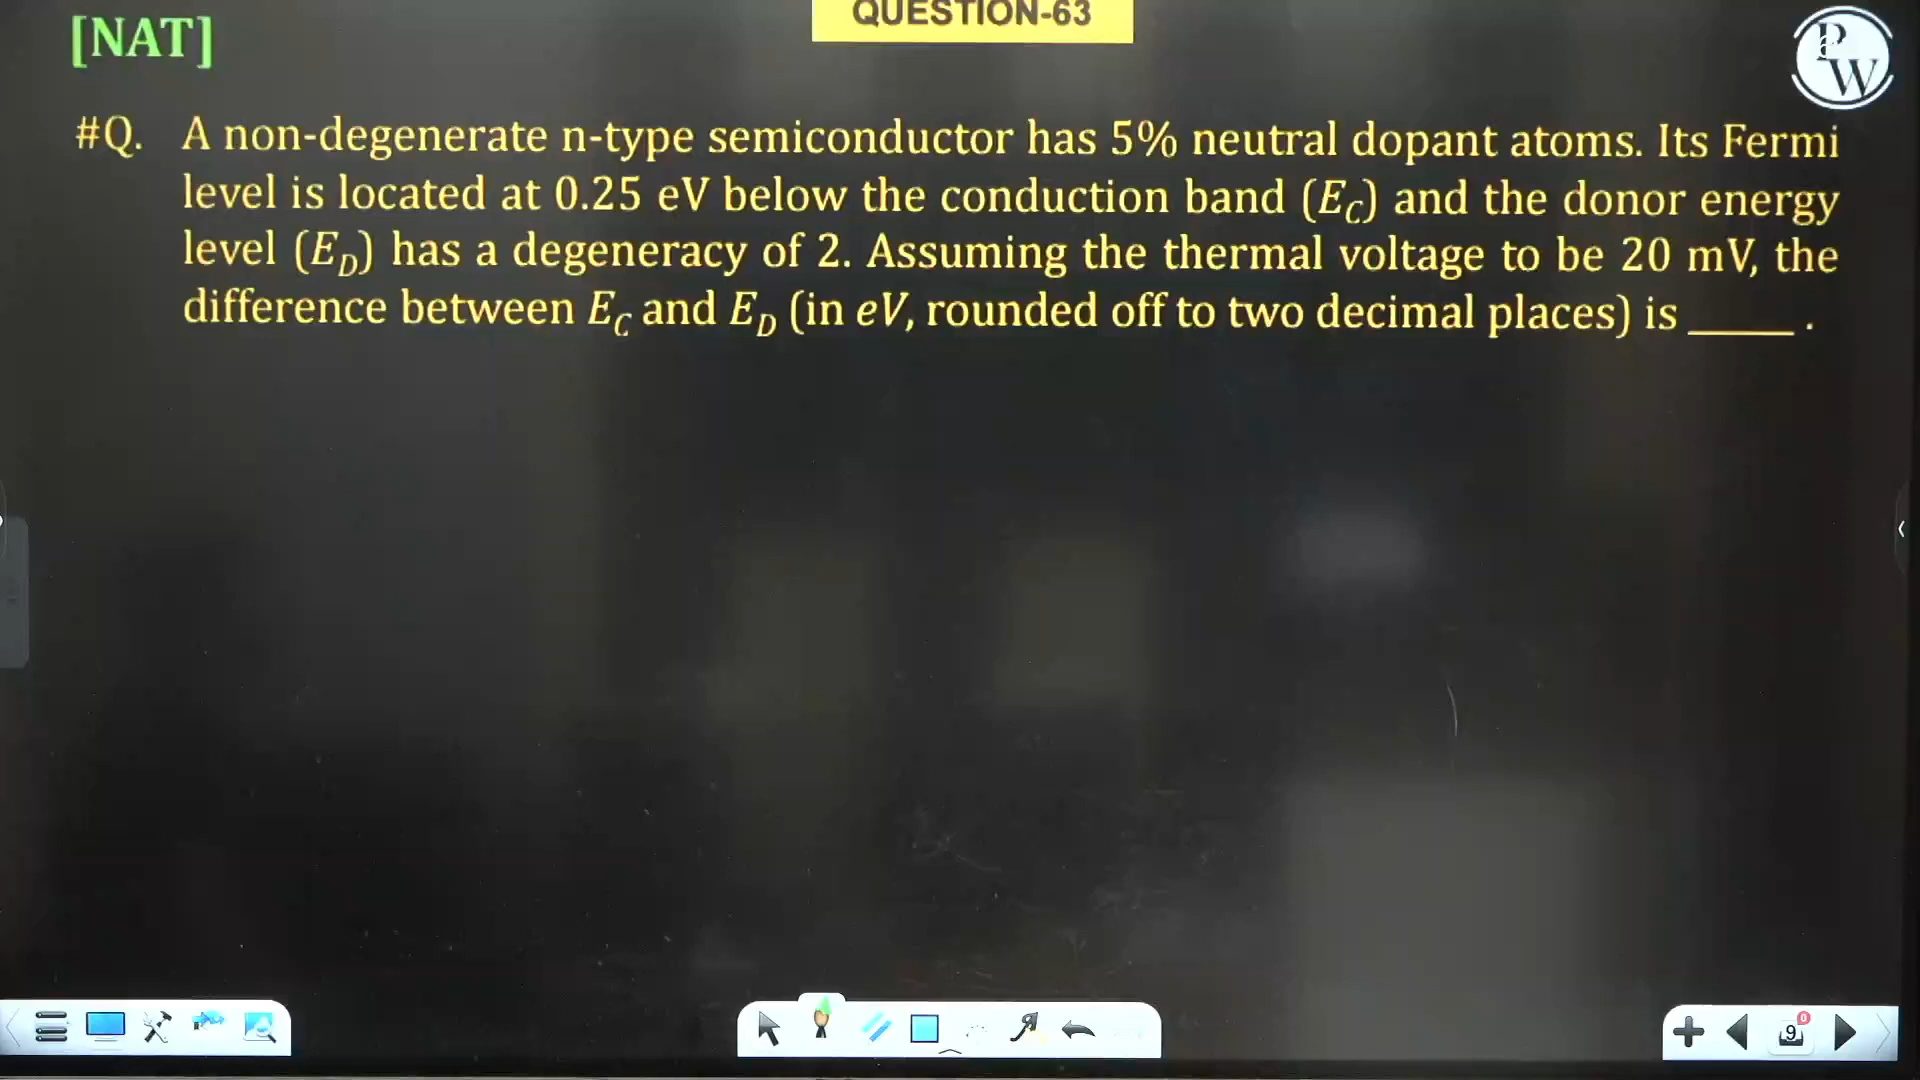 QUESTION-63
[NAT]
PW
#Q. A non-degenerate n-type semiconductor has 5% neutral dopant atoms. Its Fermi
level is located at 0.25 eV below the conduction band (E_C) and the donor energy
level (E_D) has a degeneracy of 2. Assuming the thermal voltage to be 20 mV, the
difference between E_C and E_D (in eV, rounded off to two decimal places) is _____ .
9
0